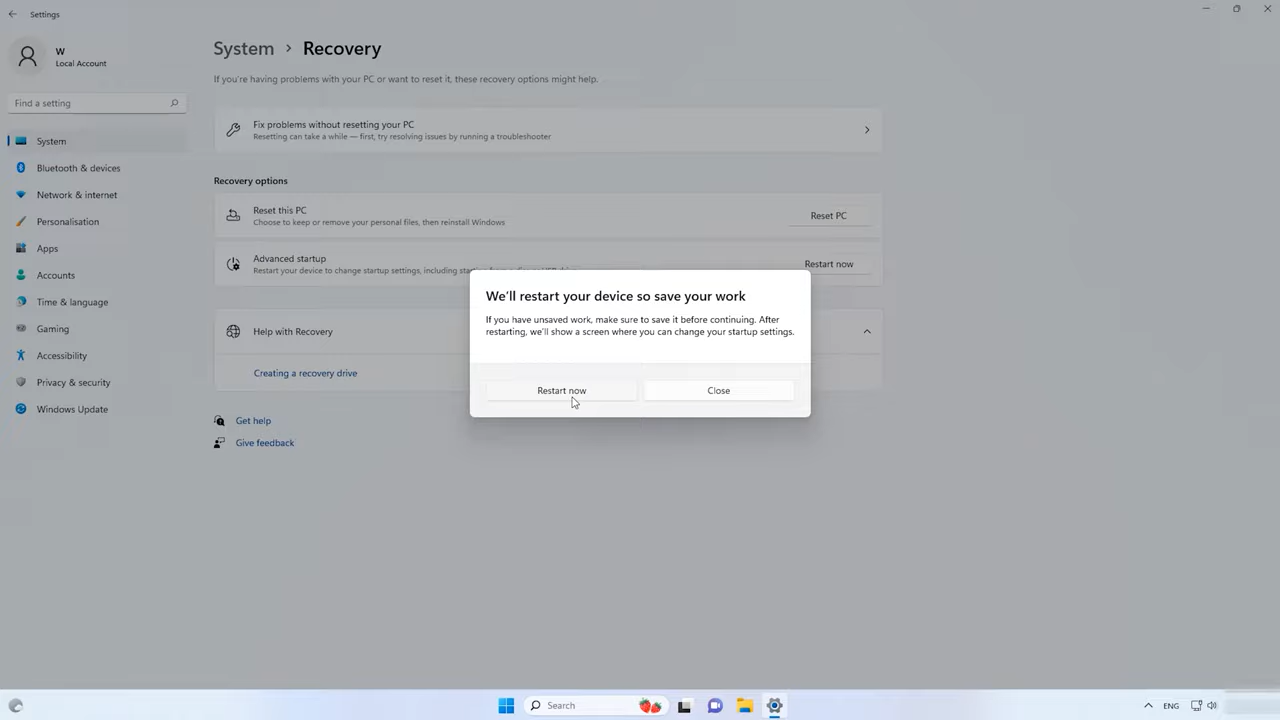 Settings
W
Local Account
Find a setting
System
Bluetooth & devices
Network & internet
Personalisation
Apps
Accounts
Time & language
Gaming
Accessibility
Privacy & security
Windows Update
System > Recovery
If you're having problems with your PC or want to reset it, these recovery options might help.
Fix problems without resetting your PC
Resetting can take a while — first, try resolving issues by running a troubleshooter
Recovery options
Reset this PC
Choose to keep or remove your personal files, then reinstall Windows
Reset PC
Advanced startup
Restart your device to change startup settings, including
Restart now
Help with Recovery
Creating a recovery drive
Get help
Give feedback
We'll restart your device so save your work
If you have unsaved work, make sure to save it before continuing. After
restarting, we'll show a screen where you can change your startup settings.
Restart now
Close
Search
ENG